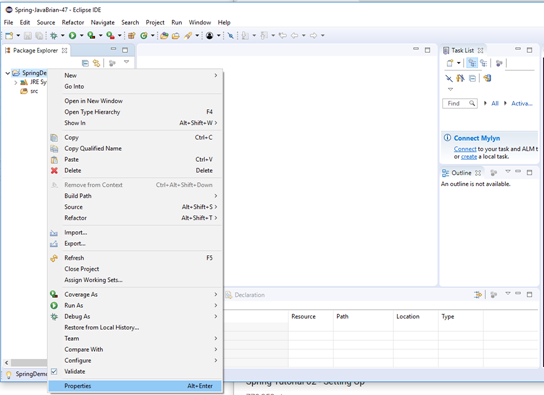 Spring-JavaBrian-47 - Eclipse IDE
File Edit Source Refactor Navigate Search Project Run Window Help
Package Explorer
Task List
SpringDem
JRE Sy
src
New
Go Into
Open in New Window
Open Type Hierarchy F4
Show In Alt+Shift+W >
Copy Ctrl+C
Copy Qualified Name
Paste Ctrl+V
Delete Delete
Remove from Context Ctrl+Alt+Shift+Down
Build Path
Source Alt+Shift+S >
Refactor Alt+Shift+T >
Import...
Export...
Refresh F5
Close Project
Assign Working Sets...
Coverage As
Run As
Debug As
Restore from Local History...
Team
Compare With
Configure
Validate
Properties Alt+Enter
Find All Activa...
Connect Mylyn
Connect to your task and ALM t
or create a local task.
Outline
An outline is not available.
Declaration
Resource Path Location Type
SpringDemo